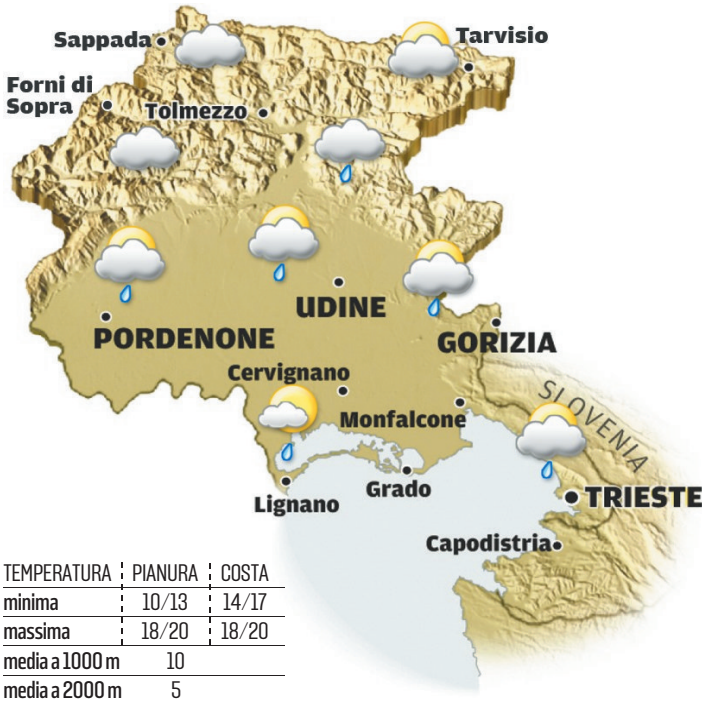 Sappada
Tarvisio
Forni di
Sopra
Tolmezzo
UDINE
PORDENONE
GORIZIA
Cervignano
SLOVENIA
Monfalcone
Grado
Lignano
TRIESTE
Capodistria
TEMPERATURA PIANURA COSTA
minima 10/13 14/17
massima 18/20 18/20
media a 1000 m 10
media a 2000 m 5